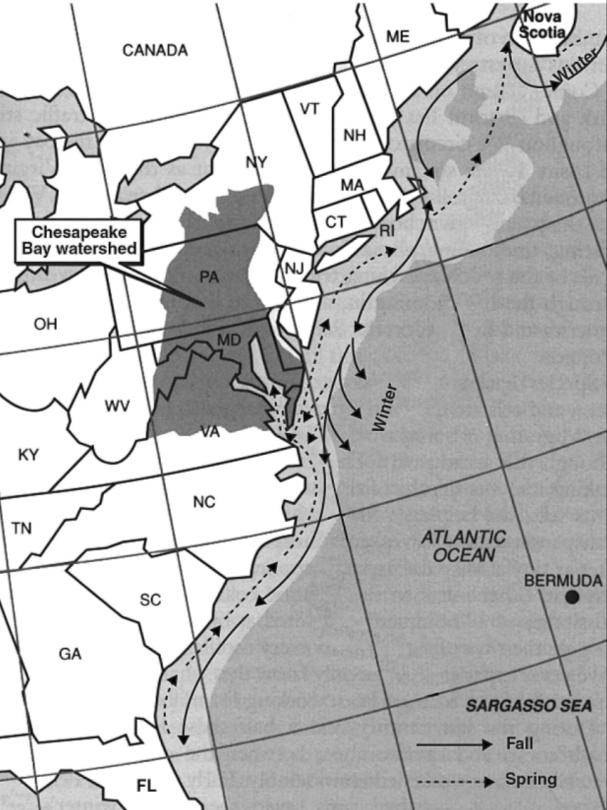 Nova
Scotia
ME
CANADA
Winter
VT
NH
NY
MA
CT
RI
Chesapeake
Bay watershed
PA
NJ
OH
MD
WV
Winter
VA
KY
NC
TN
ATLANTIC
OCEAN
BERMUDA
SC
GA
SARGASSO SEA
Fall
Spring
FL